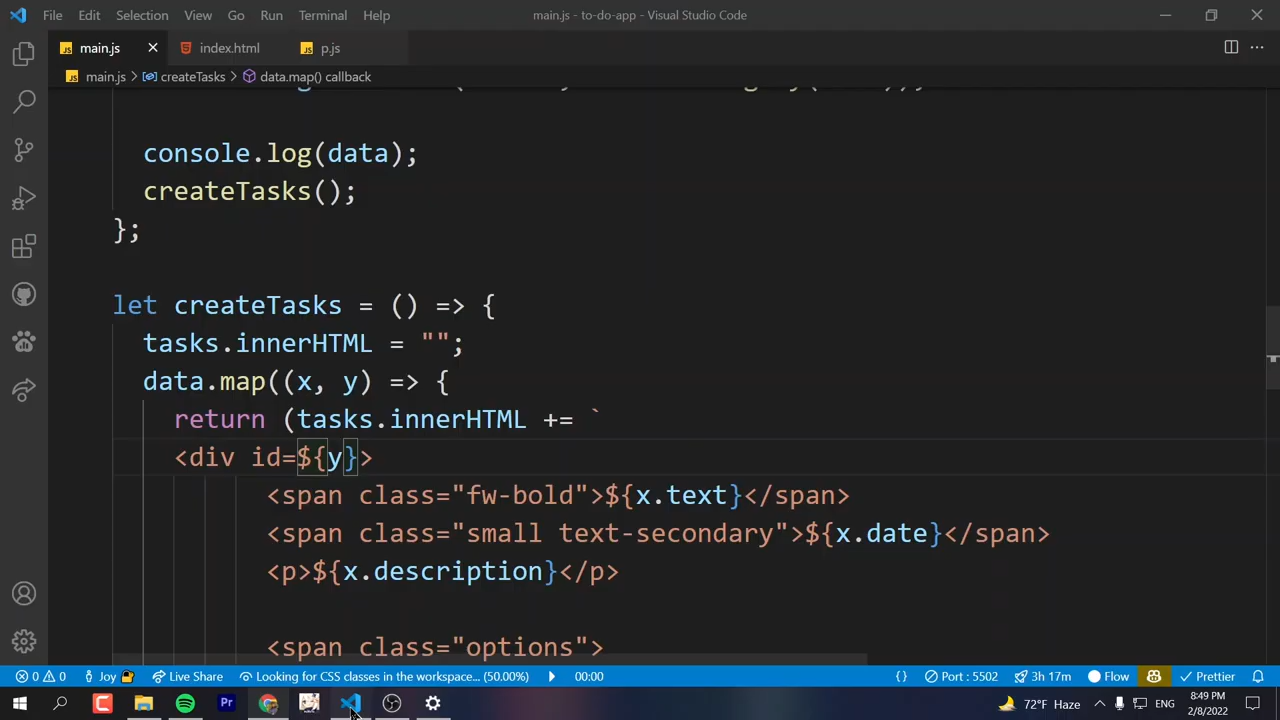 File Edit Selection View Go Run Terminal Help main.js - to-do-app - Visual Studio Code
JS main.js index.html JS p.js
JS main.js > createTasks > data.map() callback
console.log(data);
createTasks();
};
let createTasks = () => {
tasks.innerHTML = "";
data.map((x, y) => {
return (tasks.innerHTML += `
<div id=${y}>
<span class="fw-bold">${x.text}</span>
<span class="small text-secondary">${x.date}</span>
<p>${x.description}</p>
<span class="options">
0 0 Joy Live Share Looking for CSS classes in the workspace... (50.00%) 00:00 {} Port : 5502 3h 17m Flow Prettier
Pr 72°F Haze 8:49 PM
2/8/2022